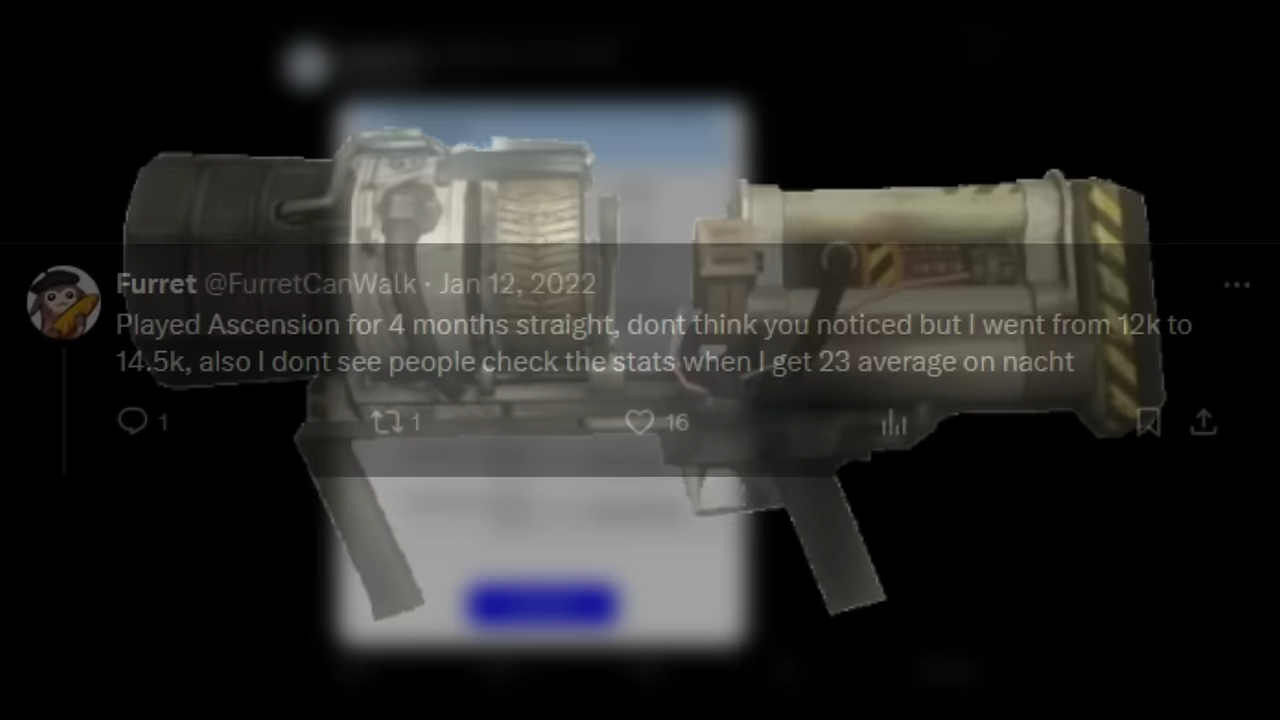 Furret @FurretCanWalk · Jan 12, 2022
Played Ascension for 4 months straight, dont think you noticed but I went from 12k to
14.5k, also I dont see people check the stats when I get 23 average on nacht
1 1 16